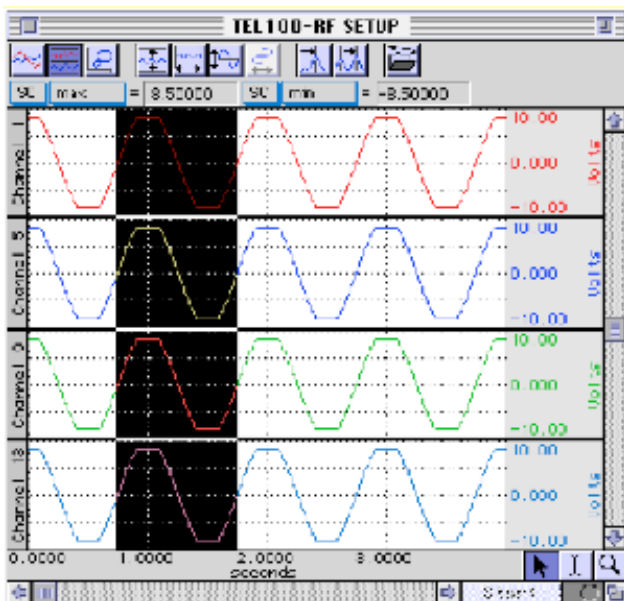 TEL100-RF SETUP
SC max = 8.50000 SC min = -8.50000
Channel 1
10.00
0.000
-10.00
Volts
Channel 5
10.00
0.000
-10.00
Volts
Channel 9
10.00
0.000
-10.00
Volts
Channel 13
10.00
0.000
-10.00
Volts
0.0000 1.0000 2.0000 3.0000
seconds
Start